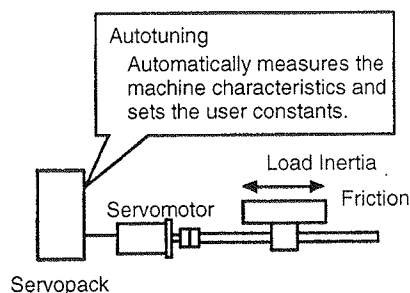 Autotuning
Automatically measures the
machine characteristics and
sets the user constants.
Load Inertia
Friction
Servomotor
Servopack